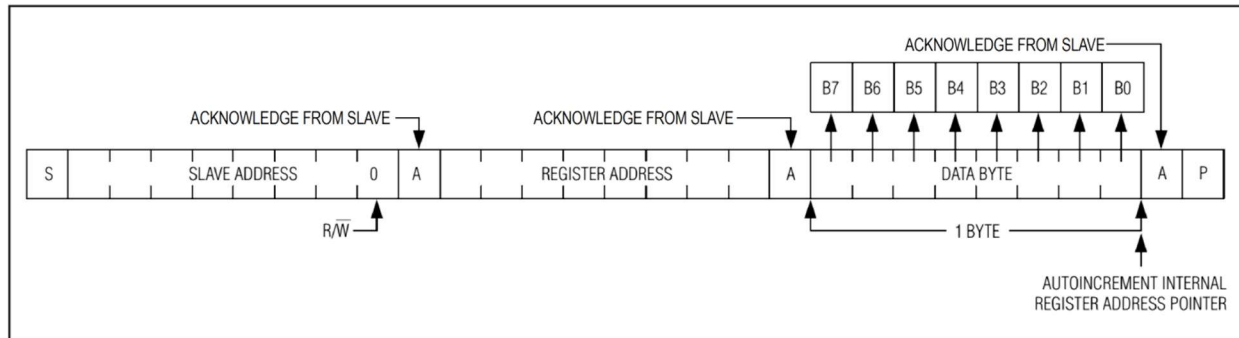 ACKNOWLEDGE FROM SLAVE
B7 B6 B5 B4 B3 B2 B1 B0
ACKNOWLEDGE FROM SLAVE ACKNOWLEDGE FROM SLAVE
S SLAVE ADDRESS 0 A REGISTER ADDRESS A DATA BYTE A P
R/W̅
1 BYTE
AUTOINCREMENT INTERNAL
REGISTER ADDRESS POINTER